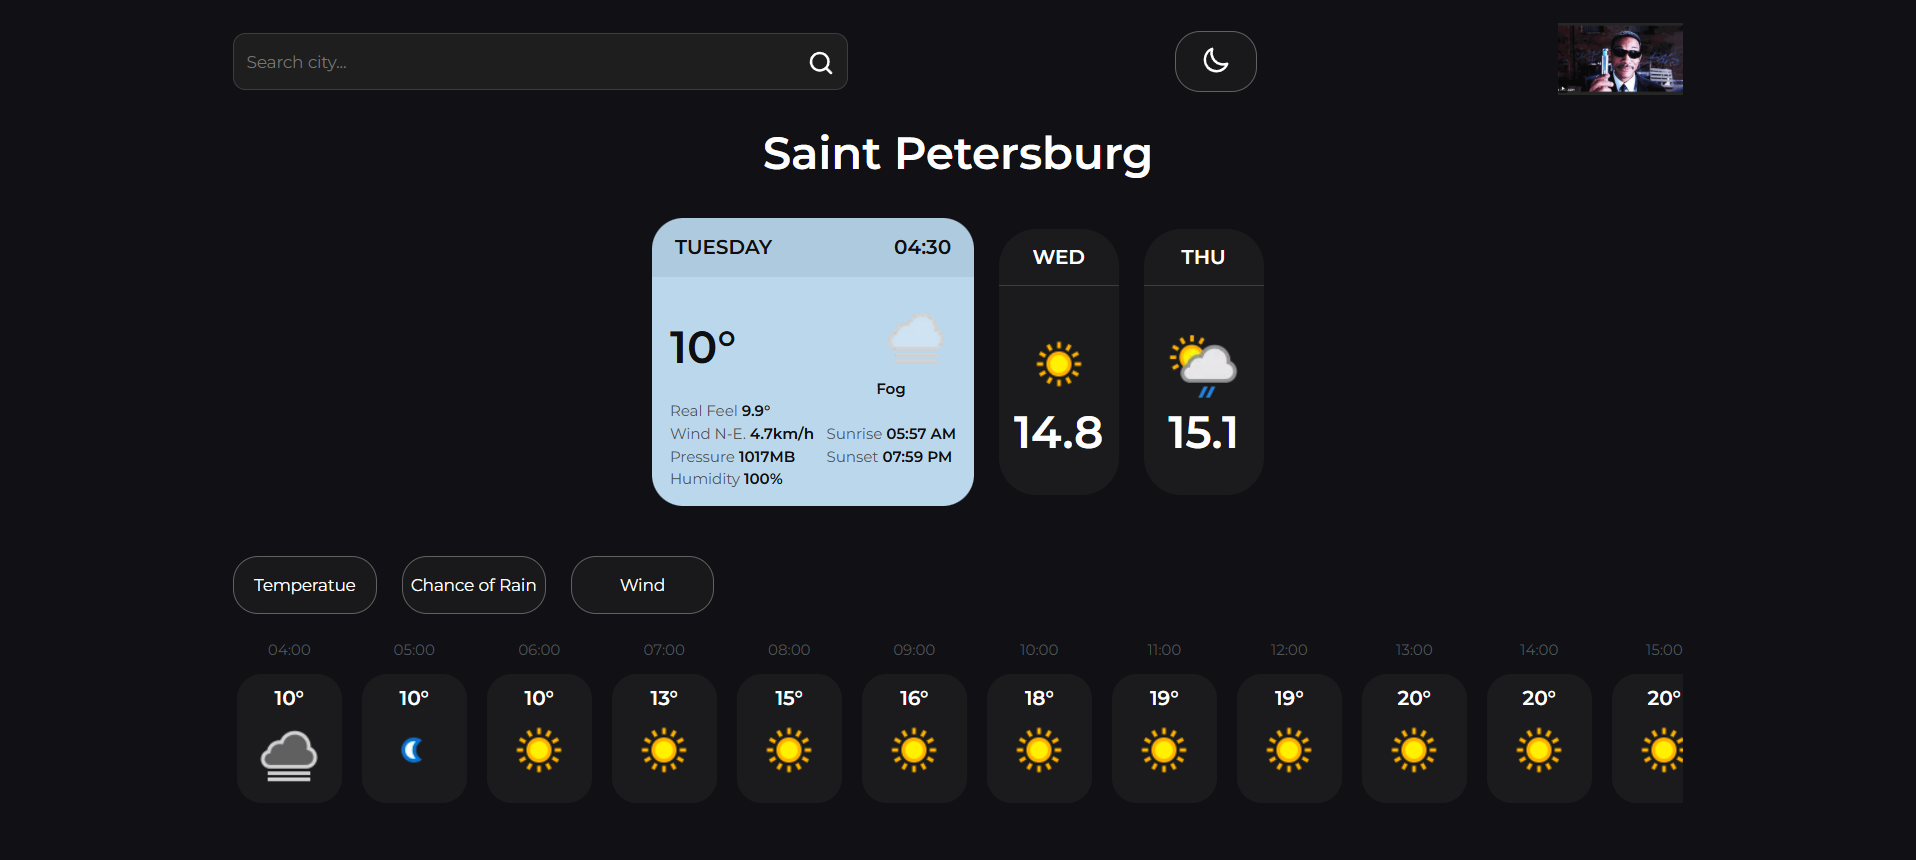 Search city...
Saint Petersburg
TUESDAY 04:30
10°
Fog
Real Feel 9.9°
Wind N-E. 4.7km/h Sunrise 05:57 AM
Pressure 1017MB Sunset 07:59 PM
Humidity 100%
WED
14.8
THU
15.1
Temperatue Chance of Rain Wind
04:00 05:00 06:00 07:00 08:00 09:00 10:00 11:00 12:00 13:00 14:00 15:00
10° 10° 10° 13° 15° 16° 18° 19° 19° 20° 20° 20°